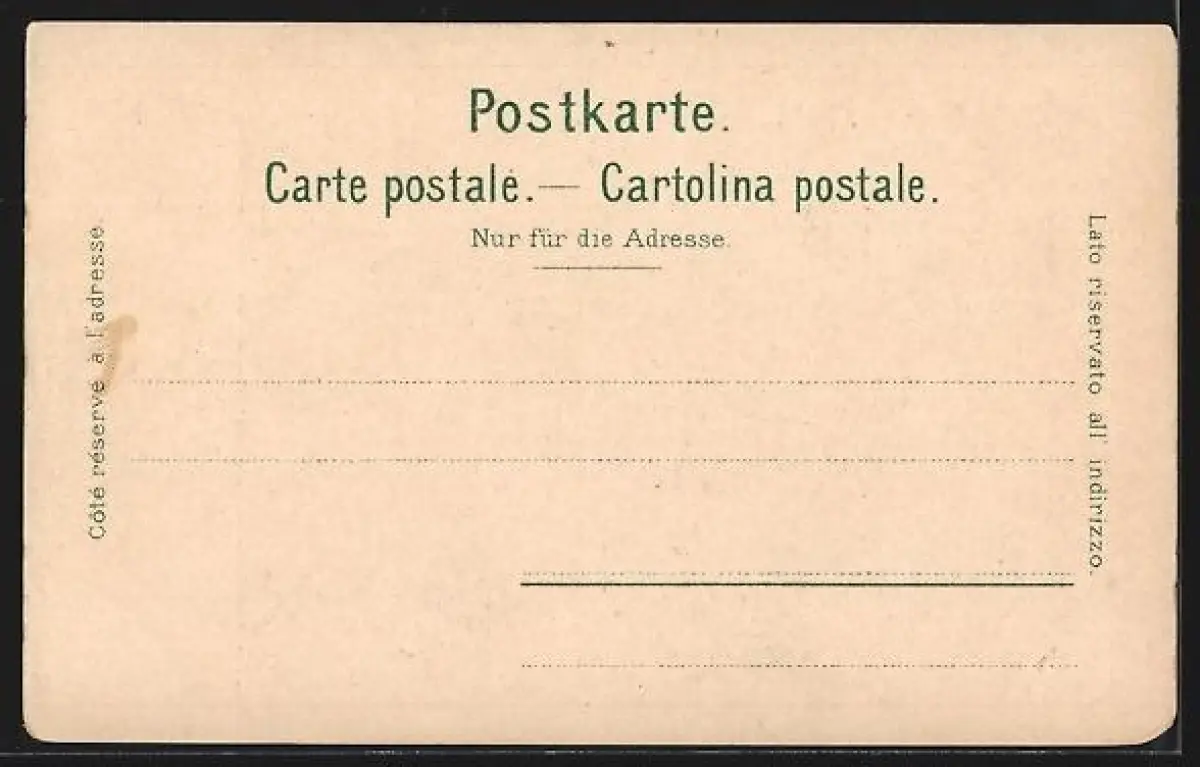 Postkarte.
Carte postale. — Cartolina postale.
Nur für die Adresse.
Côté réservé à l'adresse.
Lato riservato all' indirizzo.